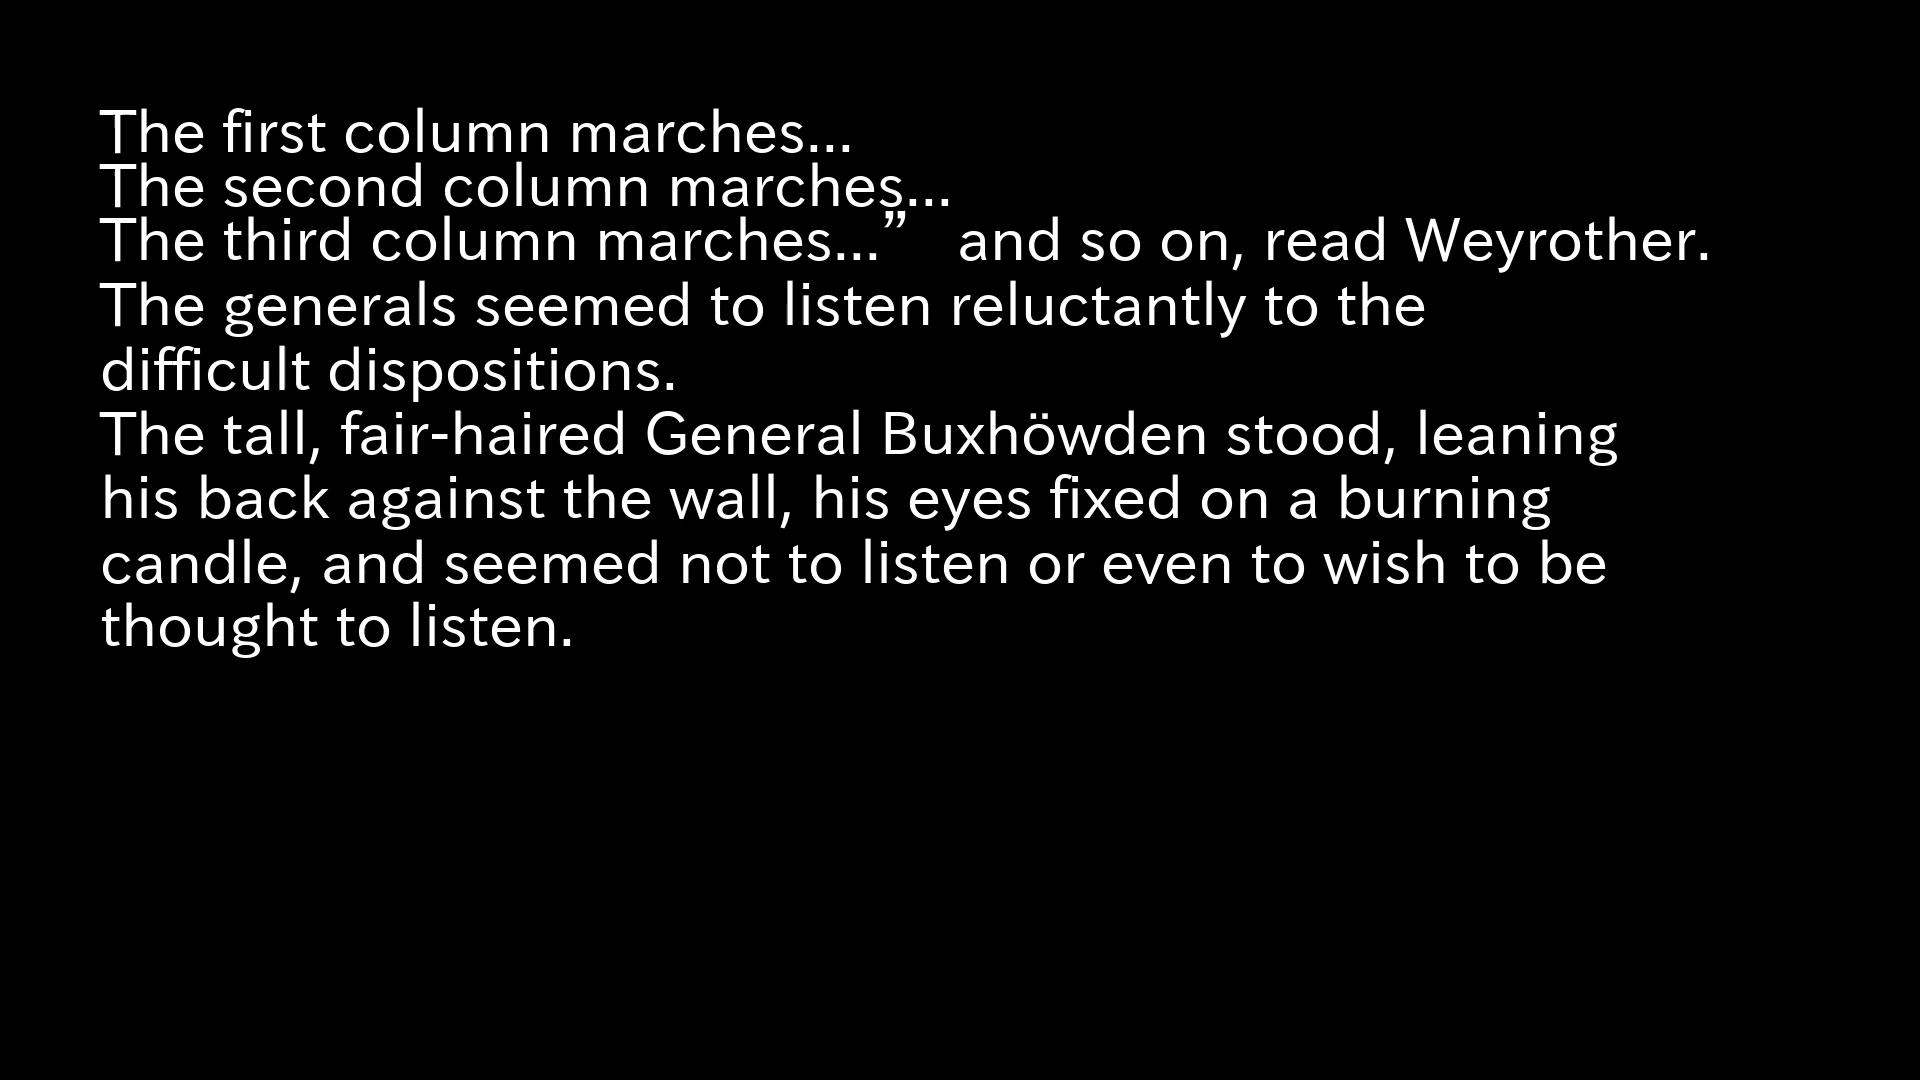 The first column marches...
The second column marches...
The third column marches...” and so on, read Weyrother.
The generals seemed to listen reluctantly to the
difficult dispositions.
The tall, fair-haired General Buxhöwden stood, leaning
his back against the wall, his eyes fixed on a burning
candle, and seemed not to listen or even to wish to be
thought to listen.